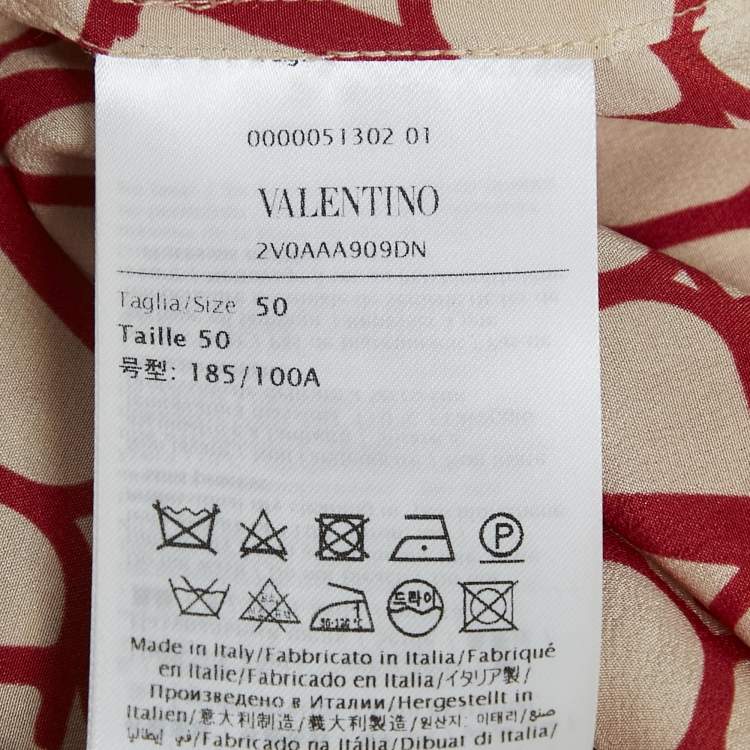 0000051302 01
VALENTINO
2V0AAA909DN
Taglia/Size 50
Taille 50
号型: 185/100A
P
드라이
Made in Italy/Fabbricato in Italia/Fabriqué
en Italie/Fabricado en Italia/イタリア製/
Произведено в Италии/Hergestellt in
Italien/意大利制造/義大利製造/원산지: 이태리/صنع
في إيطاليا/Fabricado na Itália/Dibuat di Italia/